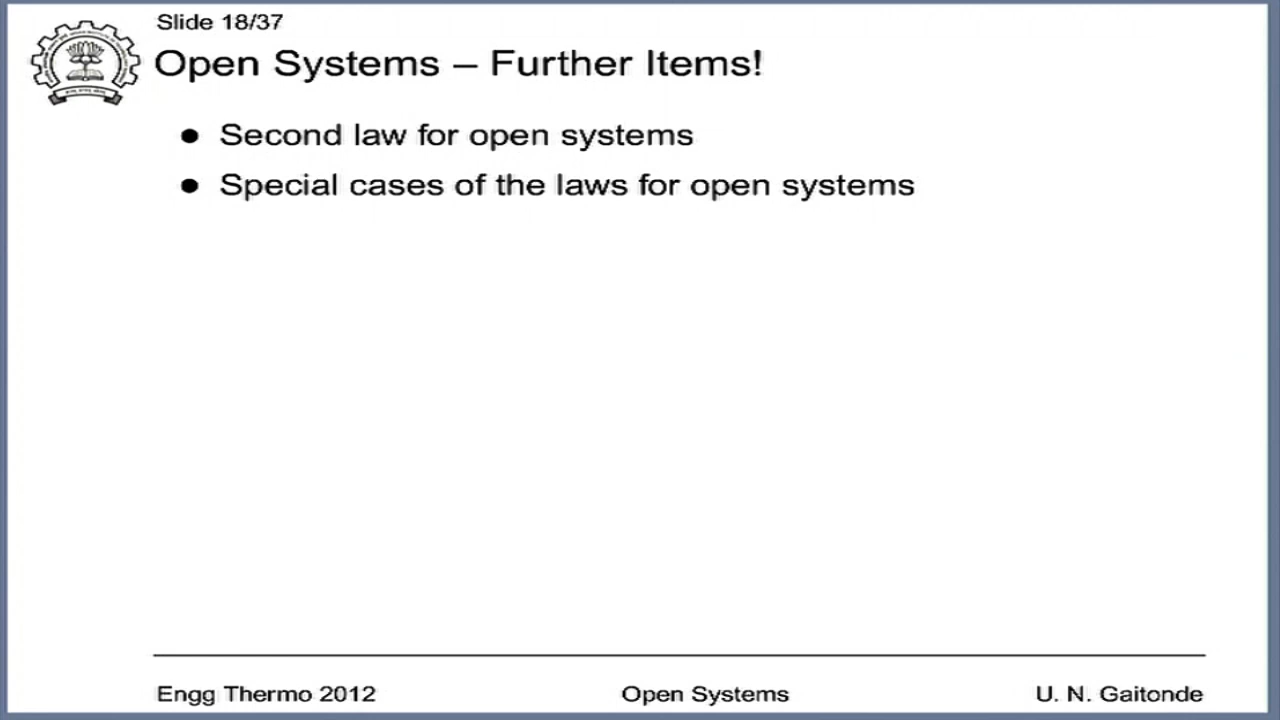 Slide 18/37
Open Systems – Further Items!
● Second law for open systems
● Special cases of the laws for open systems
Engg Thermo 2012 Open Systems U. N. Gaitonde